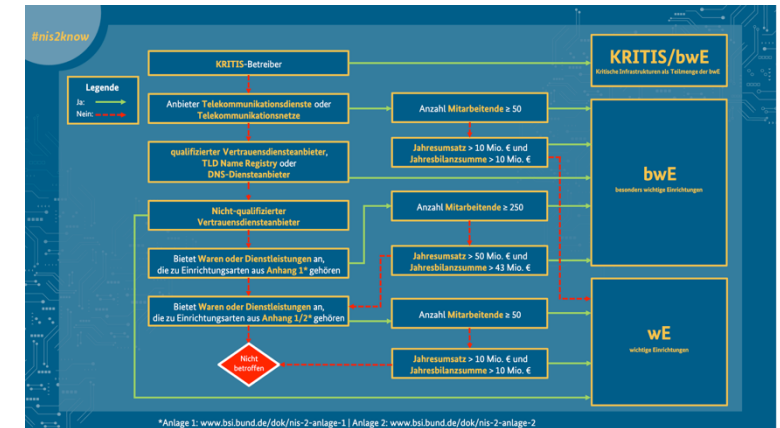 #nis2know
Legende
Ja:
Nein:
KRITIS-Betreiber
KRITIS/bwE
Kritische Infrastrukturen als Teilmenge der bwE
Anbieter Telekommunikationsdienste oder
Telekommunikationsnetze
Anzahl Mitarbeitende ≥ 50
Jahresumsatz > 10 Mio. € und
Jahresbilanzsumme > 10 Mio. €
qualifizierter Vertrauensdiensteanbieter,
TLD Name Registry oder
DNS-Diensteanbieter
bwE
besonders wichtige Einrichtungen
Nicht-qualifizierter
Vertrauensdiensteanbieter
Anzahl Mitarbeitende ≥ 250
Bietet Waren oder Dienstleistungen an,
die zu Einrichtungsarten aus Anhang 1* gehören
Jahresumsatz > 50 Mio. € und
Jahresbilanzsumme > 43 Mio. €
Bietet Waren oder Dienstleistungen an,
die zu Einrichtungsarten aus Anhang 1/2* gehören
Anzahl Mitarbeitende ≥ 50
wE
wichtige Einrichtungen
Nicht
betroffen
Jahresumsatz > 10 Mio. € und
Jahresbilanzsumme > 10 Mio. €
*Anlage 1: www.bsi.bund.de/dok/nis-2-anlage-1 | Anlage 2: www.bsi.bund.de/dok/nis-2-anlage-2